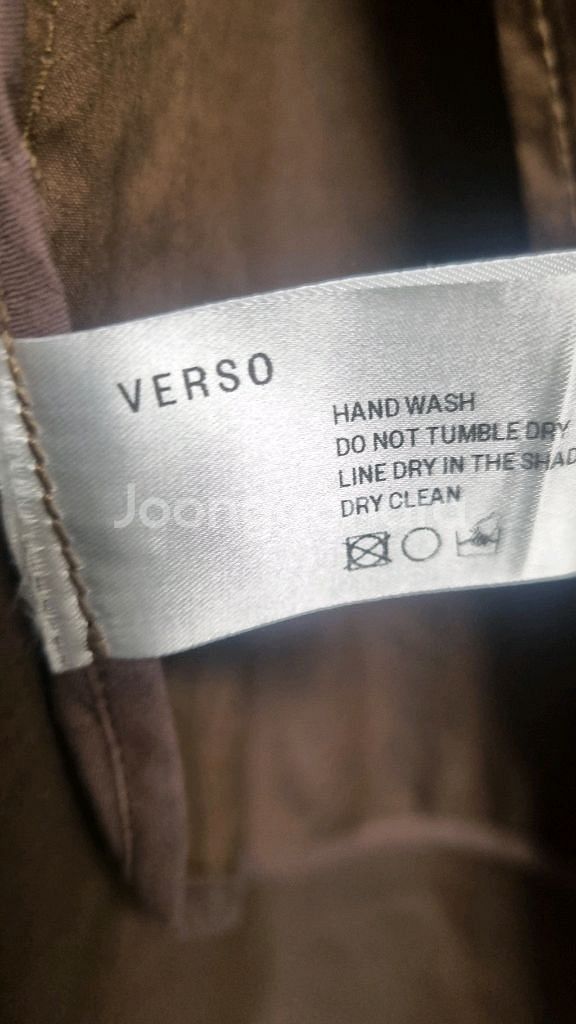 VERSO
HAND WASH
DO NOT TUMBLE DRY
LINE DRY IN THE SHAD
DRY CLEAN